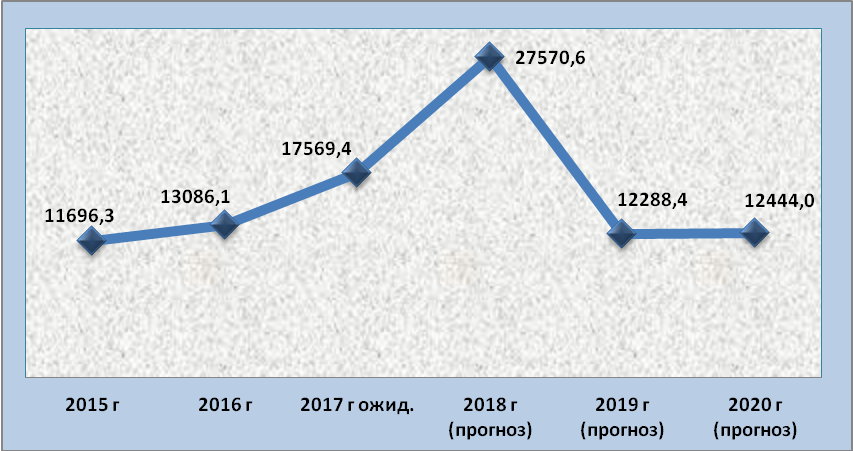 27570,6
17569,4
13086,1
12288,4
12444,0
11696,3
2015 г
2016 г
2017 г ожид.
2018 г
(прогноз)
2019 г
(прогноз)
2020 г
(прогноз)